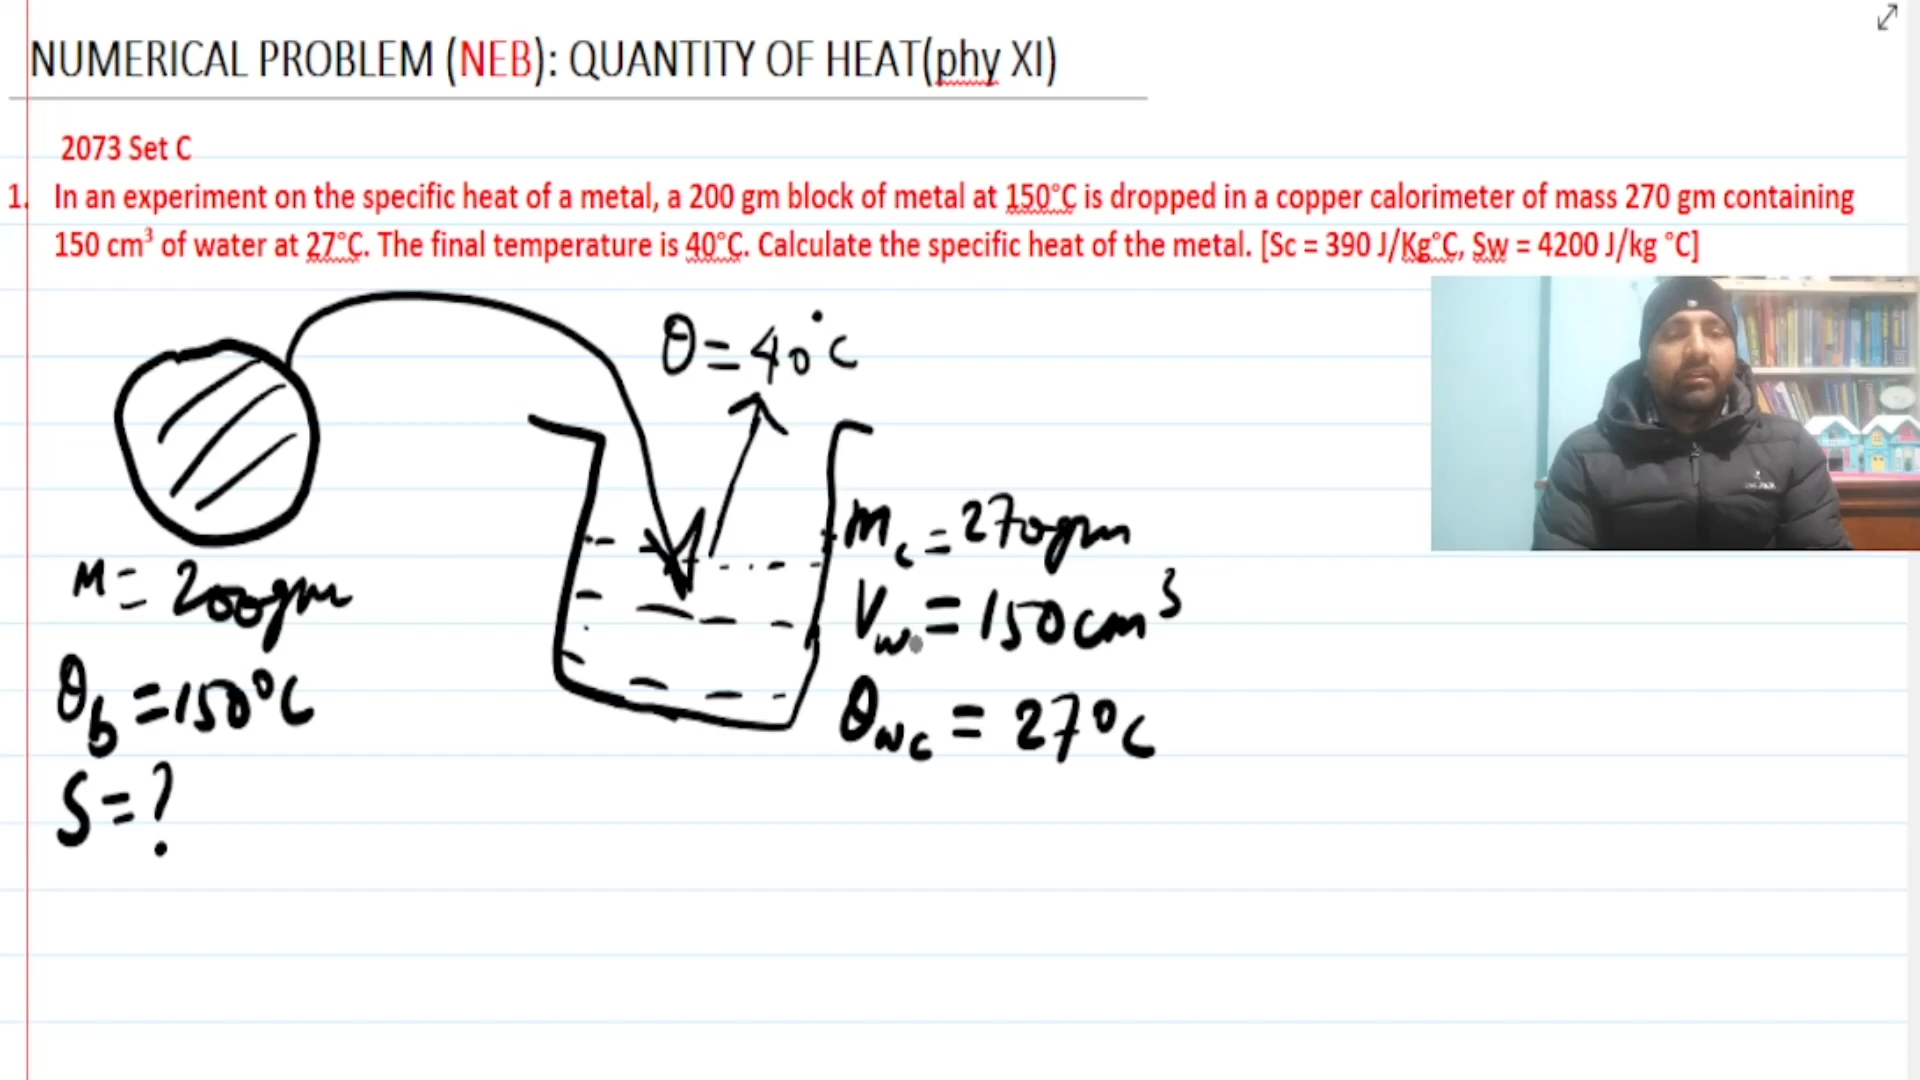 NUMERICAL PROBLEM (NEB): QUANTITY OF HEAT(phy XI)
2073 Set C
1. In an experiment on the specific heat of a metal, a 200 gm block of metal at 150°C is dropped in a copper calorimeter of mass 270 gm containing
150 cm³ of water at 27°C. The final temperature is 40°C. Calculate the specific heat of the metal. [Sc = 390 J/Kg°C, Sw = 4200 J/kg °C]
θ = 40°C
M = 200gm
θb = 150°C
S = ?
mc = 270gm
Vw = 150cm³
θwc = 27°C